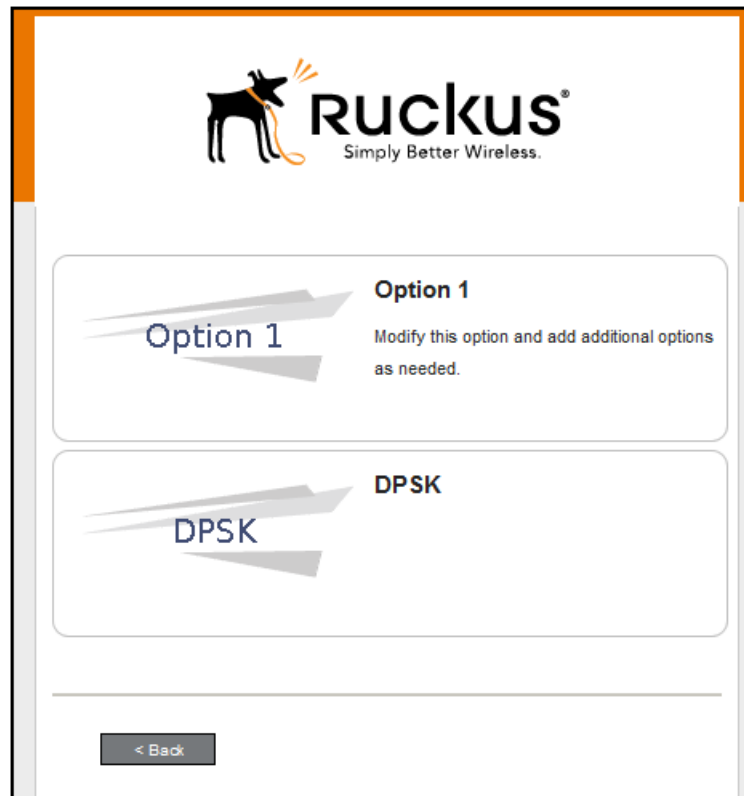 RUCKUS®
Simply Better Wireless.
Option 1
Option 1
Modify this option and add additional options
as needed.
DPSK
DPSK
< Back